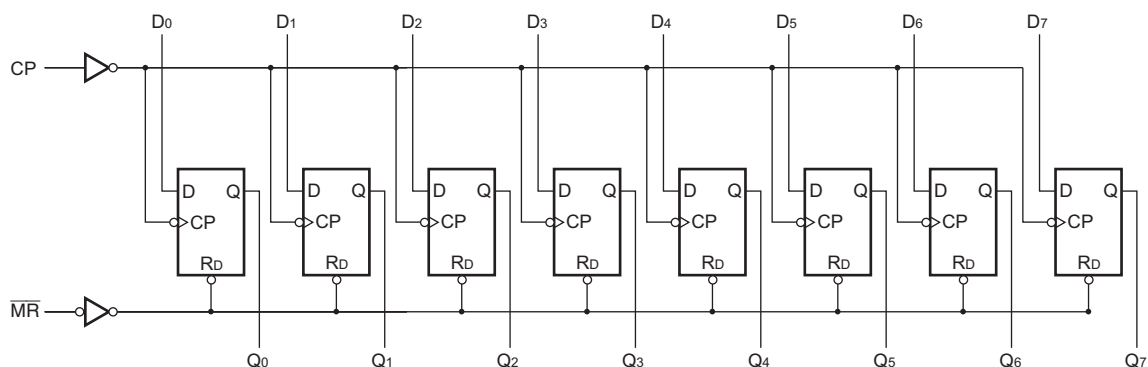 D0 D1 D2 D3 D4 D5 D6 D7
CP
D Q D Q D Q D Q D Q D Q D Q D Q
CP CP CP CP CP CP CP CP
RD RD RD RD RD RD RD RD
M̅R̅
Q0 Q1 Q2 Q3 Q4 Q5 Q6 Q7